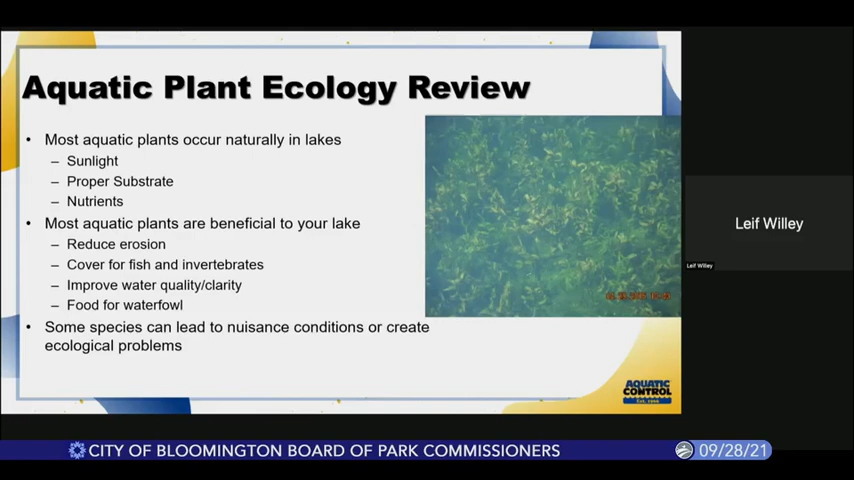 Aquatic Plant Ecology Review
• Most aquatic plants occur naturally in lakes
– Sunlight
– Proper Substrate
– Nutrients
• Most aquatic plants are beneficial to your lake
– Reduce erosion
– Cover for fish and invertebrates
– Improve water quality/clarity
– Food for waterfowl
• Some species can lead to nuisance conditions or create
ecological problems
AQUATIC
CONTROL
Leif Willey
Leif Willey
CITY OF BLOOMINGTON BOARD OF PARK COMMISSIONERS
09/28/21